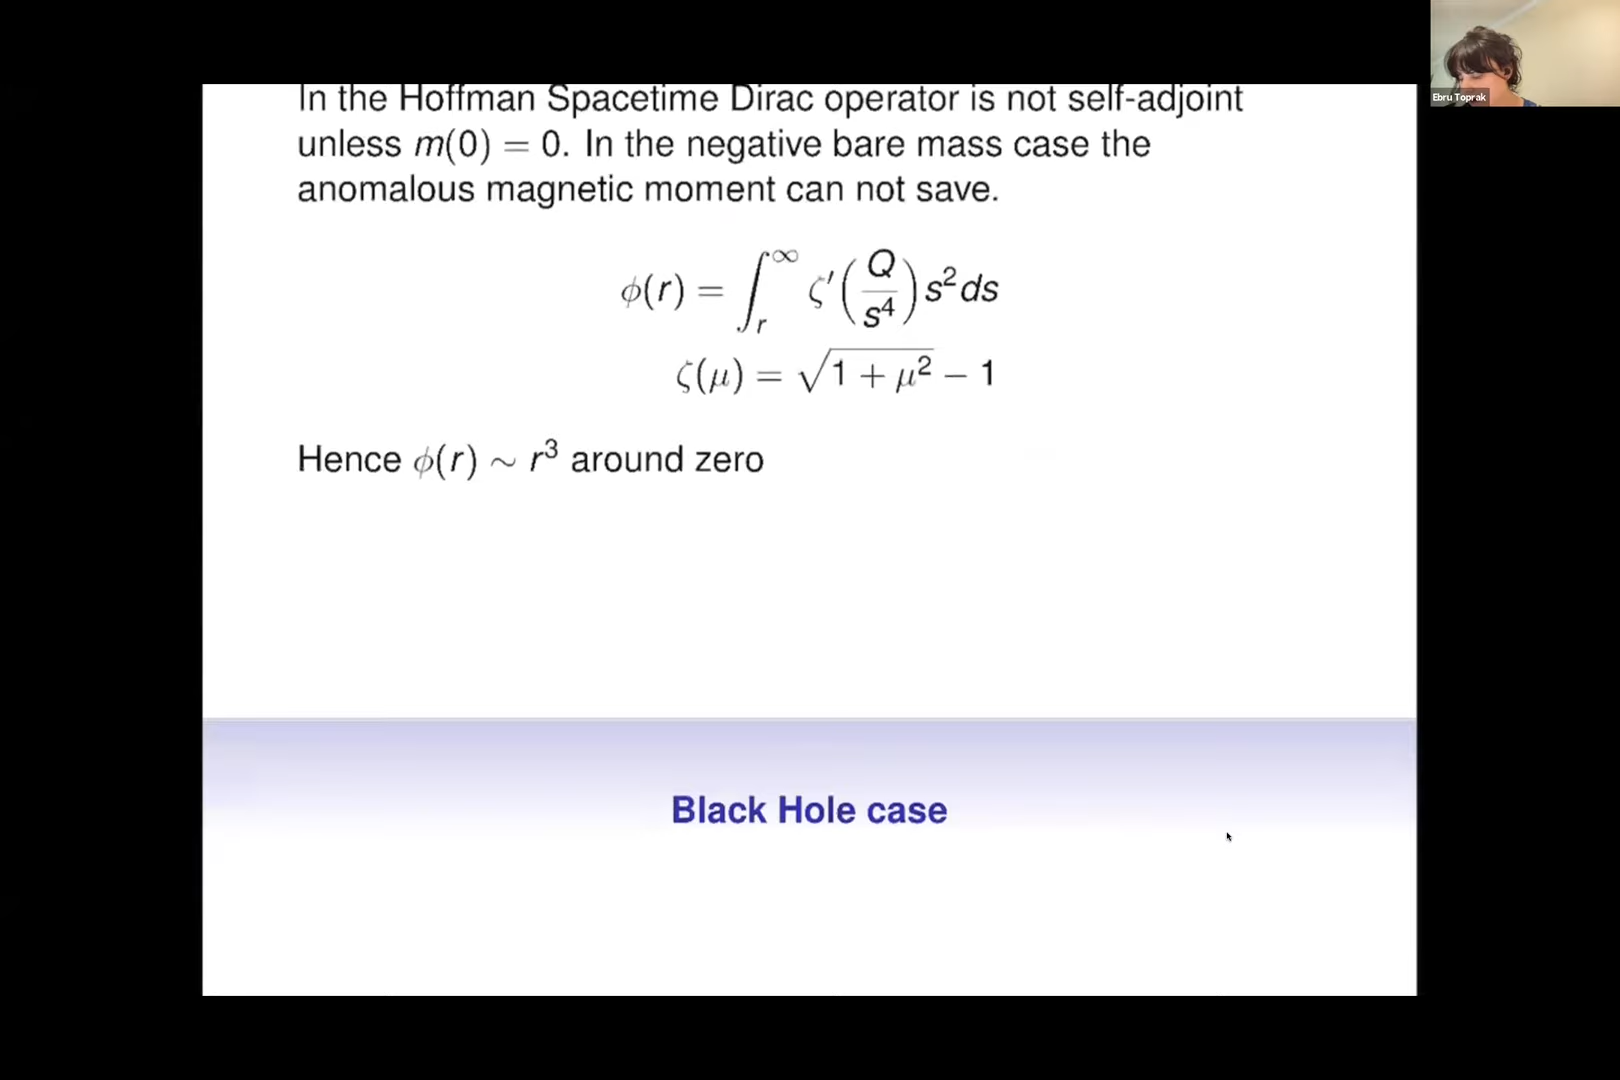 In the Hoffman Spacetime Dirac operator is not self-adjoint
unless m(0) = 0. In the negative bare mass case the
anomalous magnetic moment can not save.
ϕ(r) = ∫_r^∞ ζ′(Q/s⁴)s²ds
ζ(μ) = √(1 + μ²) − 1
Hence ϕ(r) ∼ r³ around zero
Black Hole case
Ebru Toprak